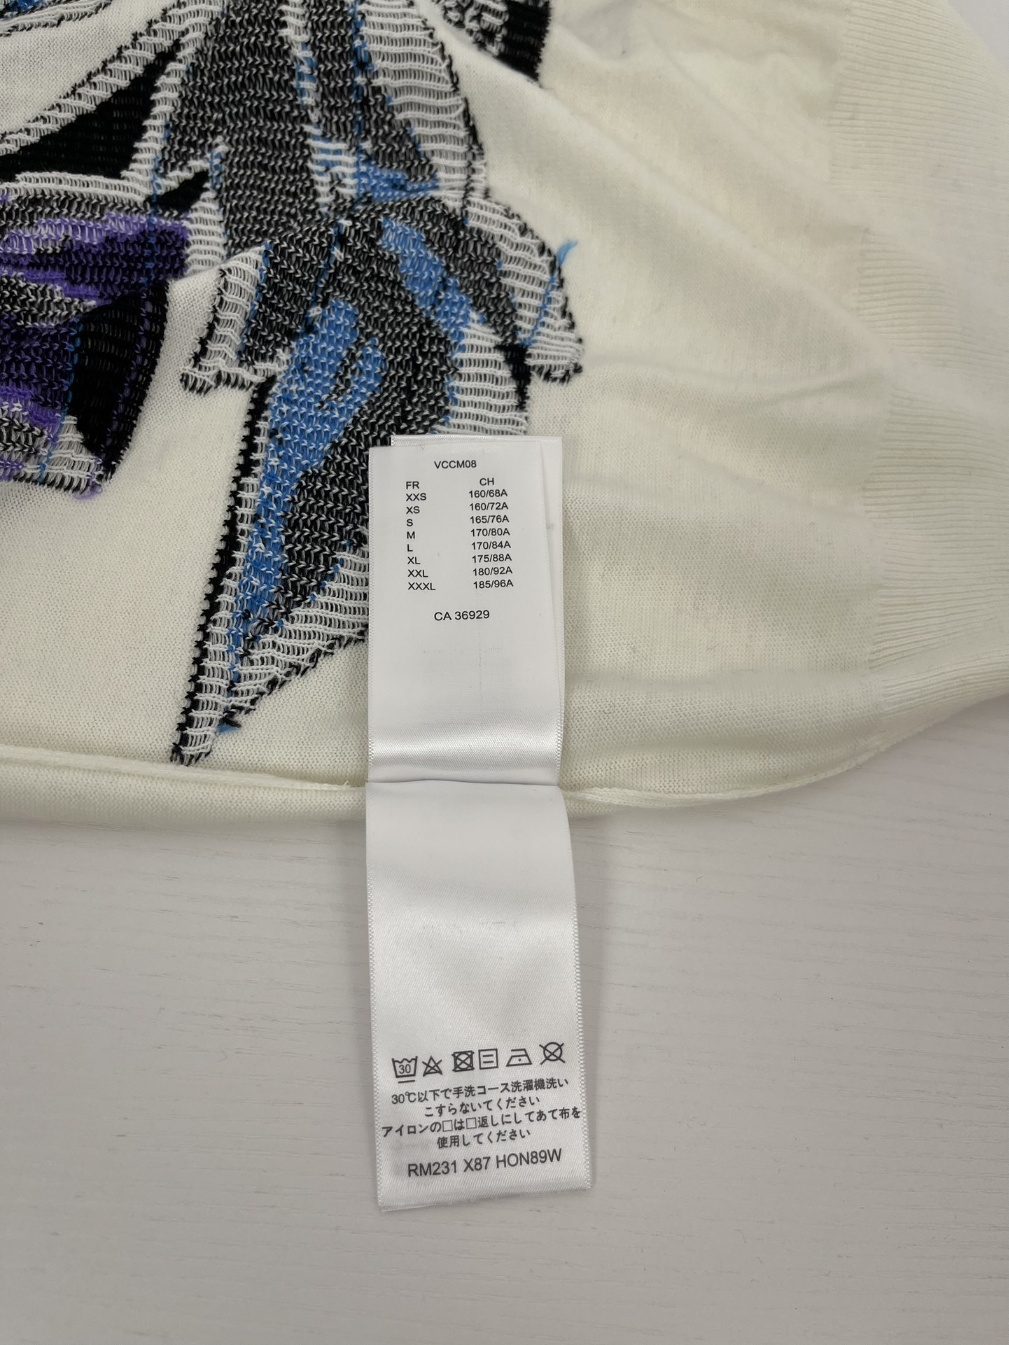 VCCM08
FR CH
XXS 160/68A
XS 160/72A
S 165/76A
M 170/80A
L 170/84A
XL 175/88A
XXL 180/92A
XXXL 185/96A
CA 36929
30
30℃以下で手洗コース洗濯機洗い
こすらないてください
アイロンの□は□返しにしてあて布を
使用してください
RM231 X87 HON89W